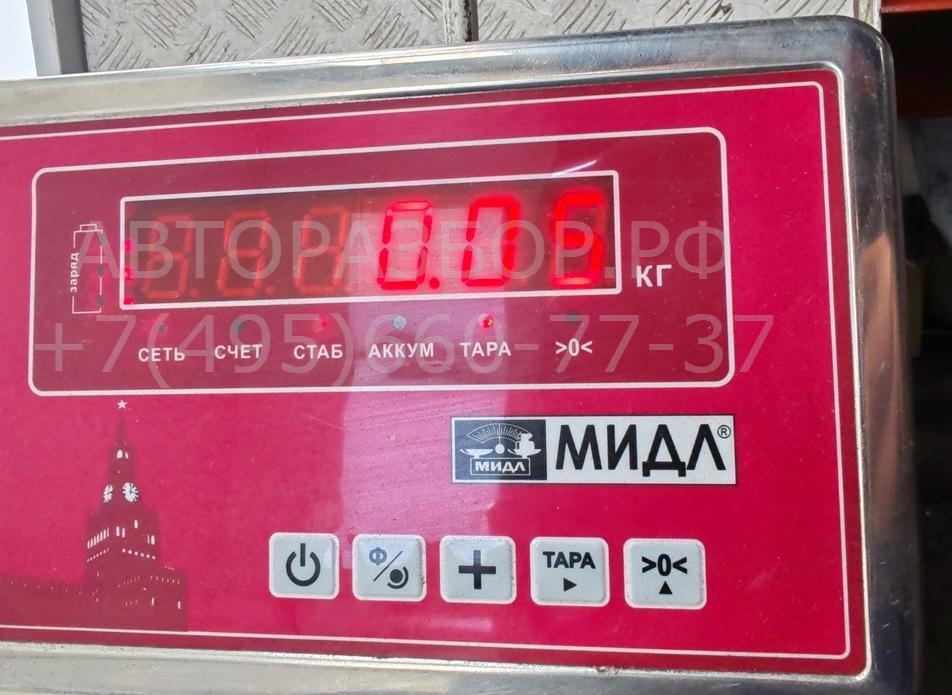 АВТОРАЗБОР.РФ
0.05
заряд
КГ
+7(495)660-77-37
СЕТЬ СЧЕТ СТАБ АККУМ ТАРА >0<
МИДЛ МИДЛ®
Ф ТАРА >0<